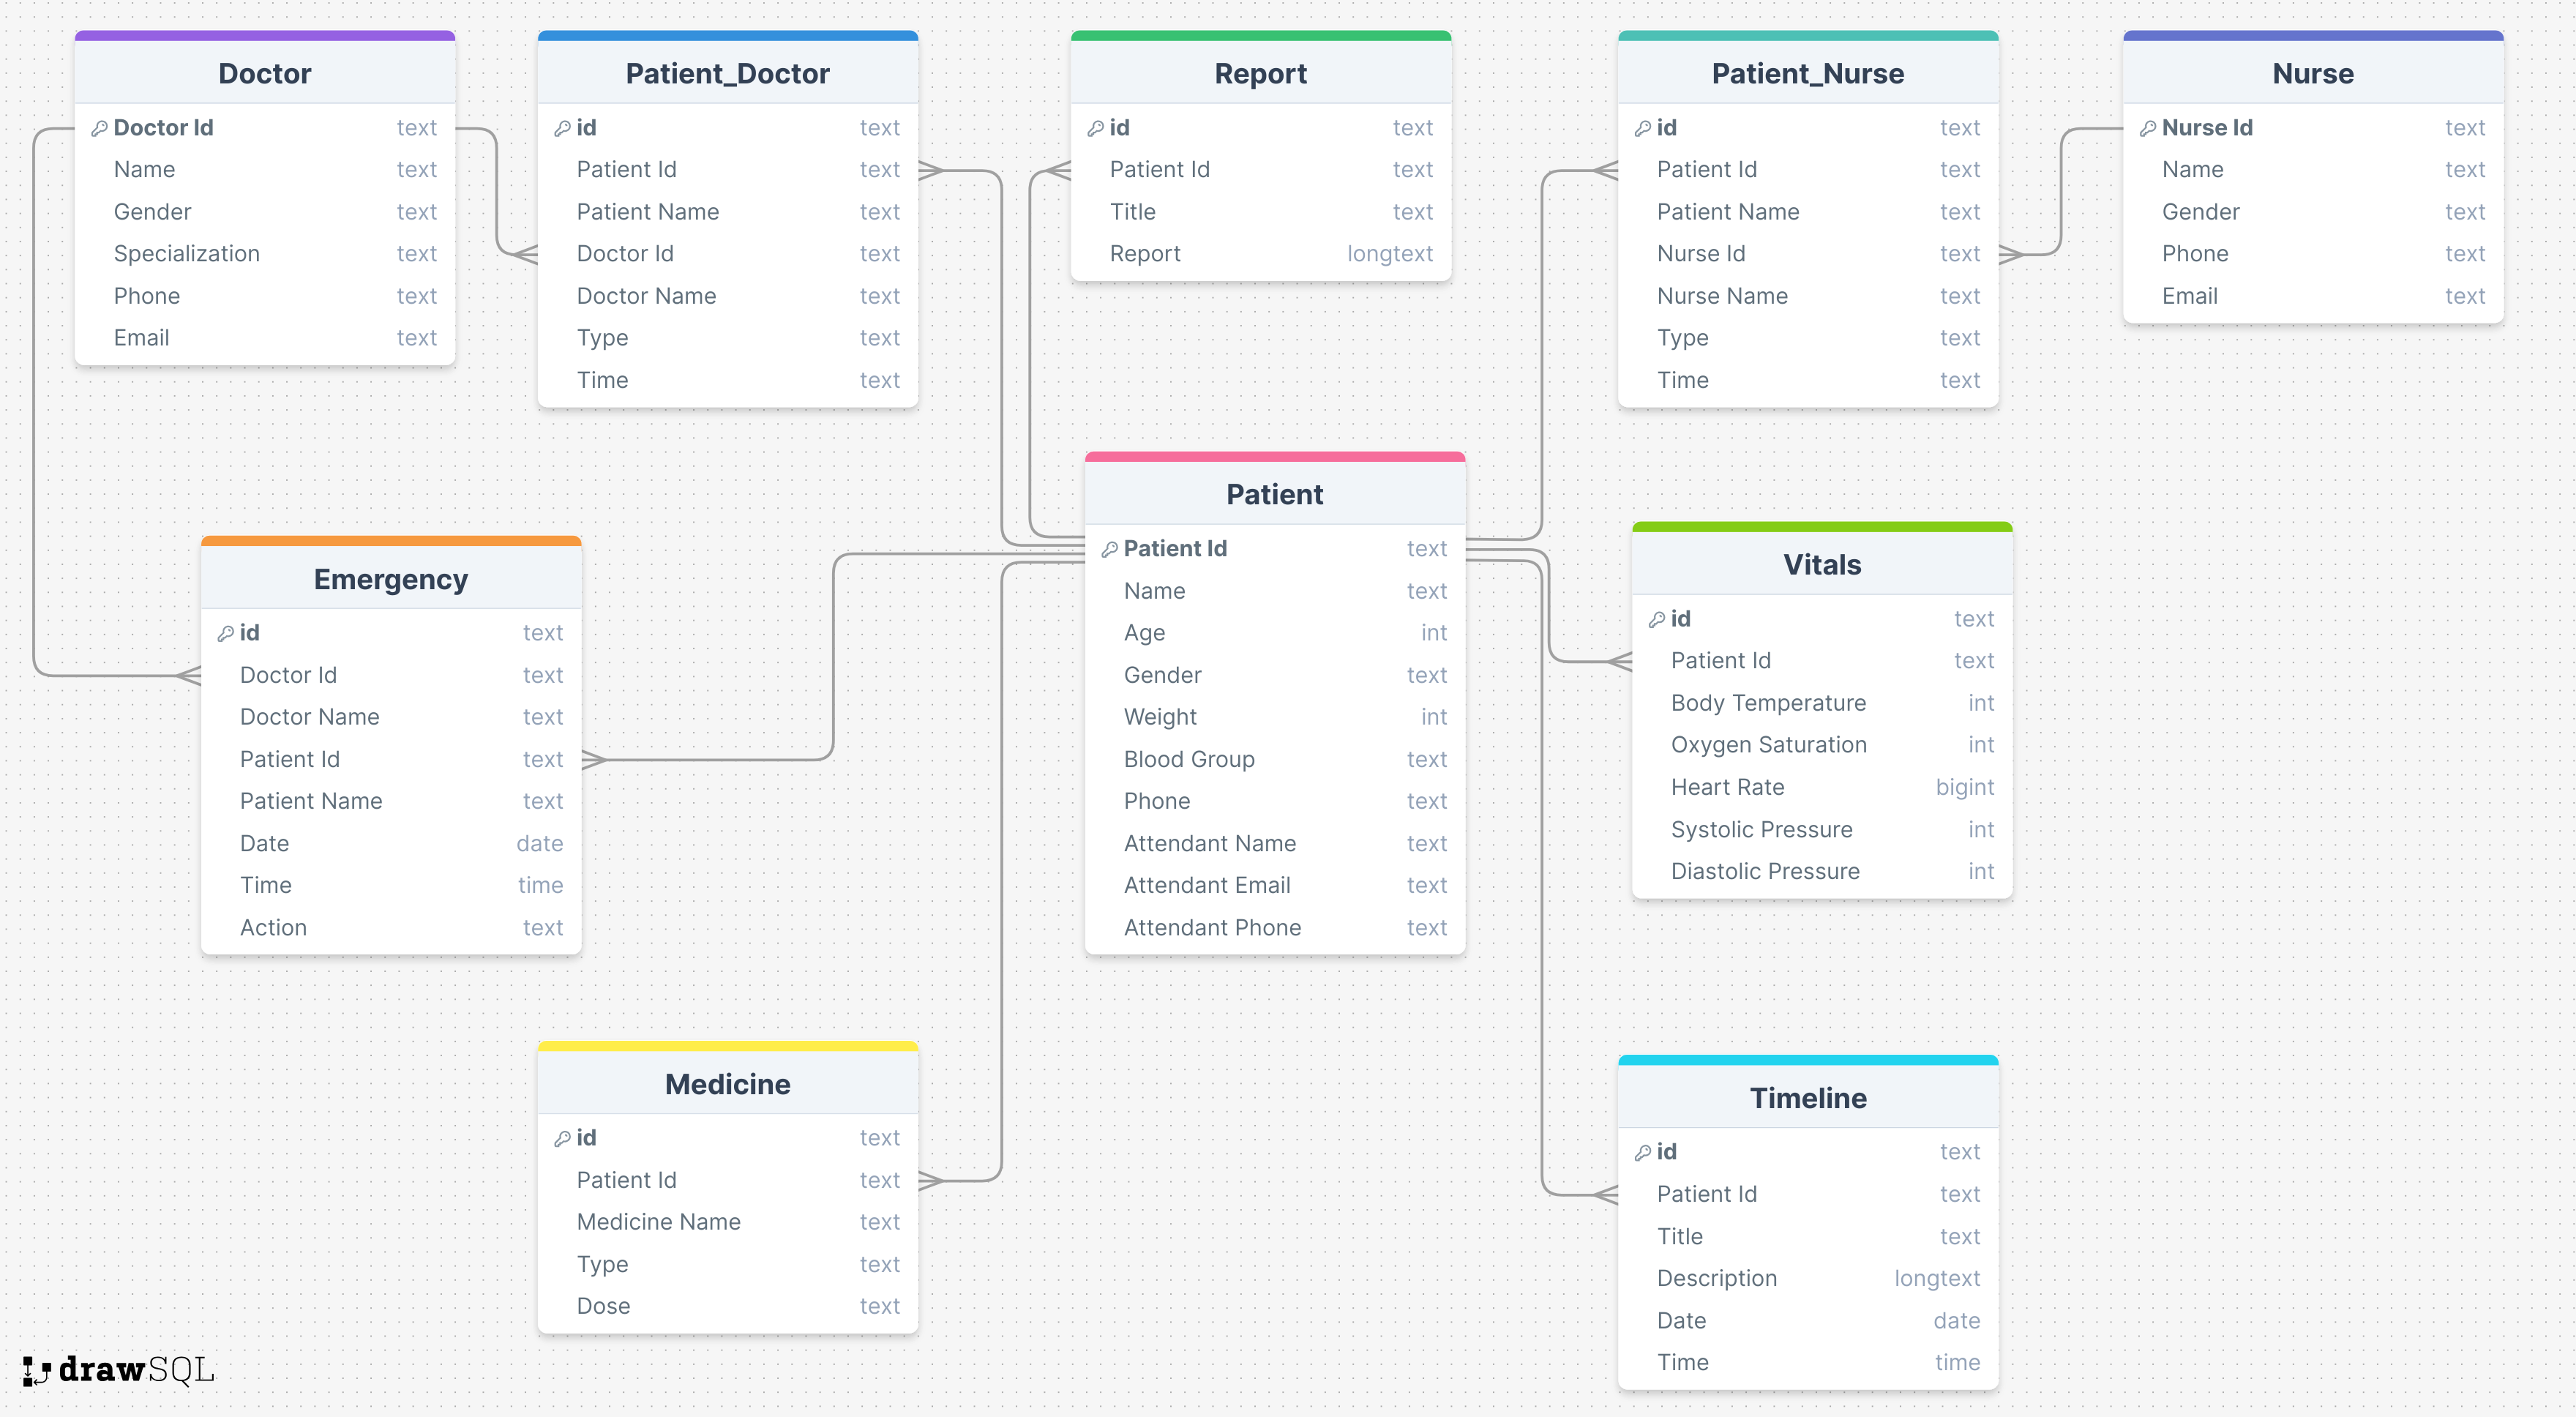 Doctor
Doctor Id text
Name text
Gender text
Specialization text
Phone text
Email text
Patient_Doctor
id text
Patient Id text
Patient Name text
Doctor Id text
Doctor Name text
Type text
Time text
Report
id text
Patient Id text
Title text
Report longtext
Patient_Nurse
id text
Patient Id text
Patient Name text
Nurse Id text
Nurse Name text
Type text
Time text
Nurse
Nurse Id text
Name text
Gender text
Phone text
Email text
Emergency
id text
Doctor Id text
Doctor Name text
Patient Id text
Patient Name text
Date date
Time time
Action text
Patient
Patient Id text
Name text
Age int
Gender text
Weight int
Blood Group text
Phone text
Attendant Name text
Attendant Email text
Attendant Phone text
Vitals
id text
Patient Id text
Body Temperature int
Oxygen Saturation int
Heart Rate bigint
Systolic Pressure int
Diastolic Pressure int
Medicine
id text
Patient Id text
Medicine Name text
Type text
Dose text
Timeline
id text
Patient Id text
Title text
Description longtext
Date date
Time time
drawSQL